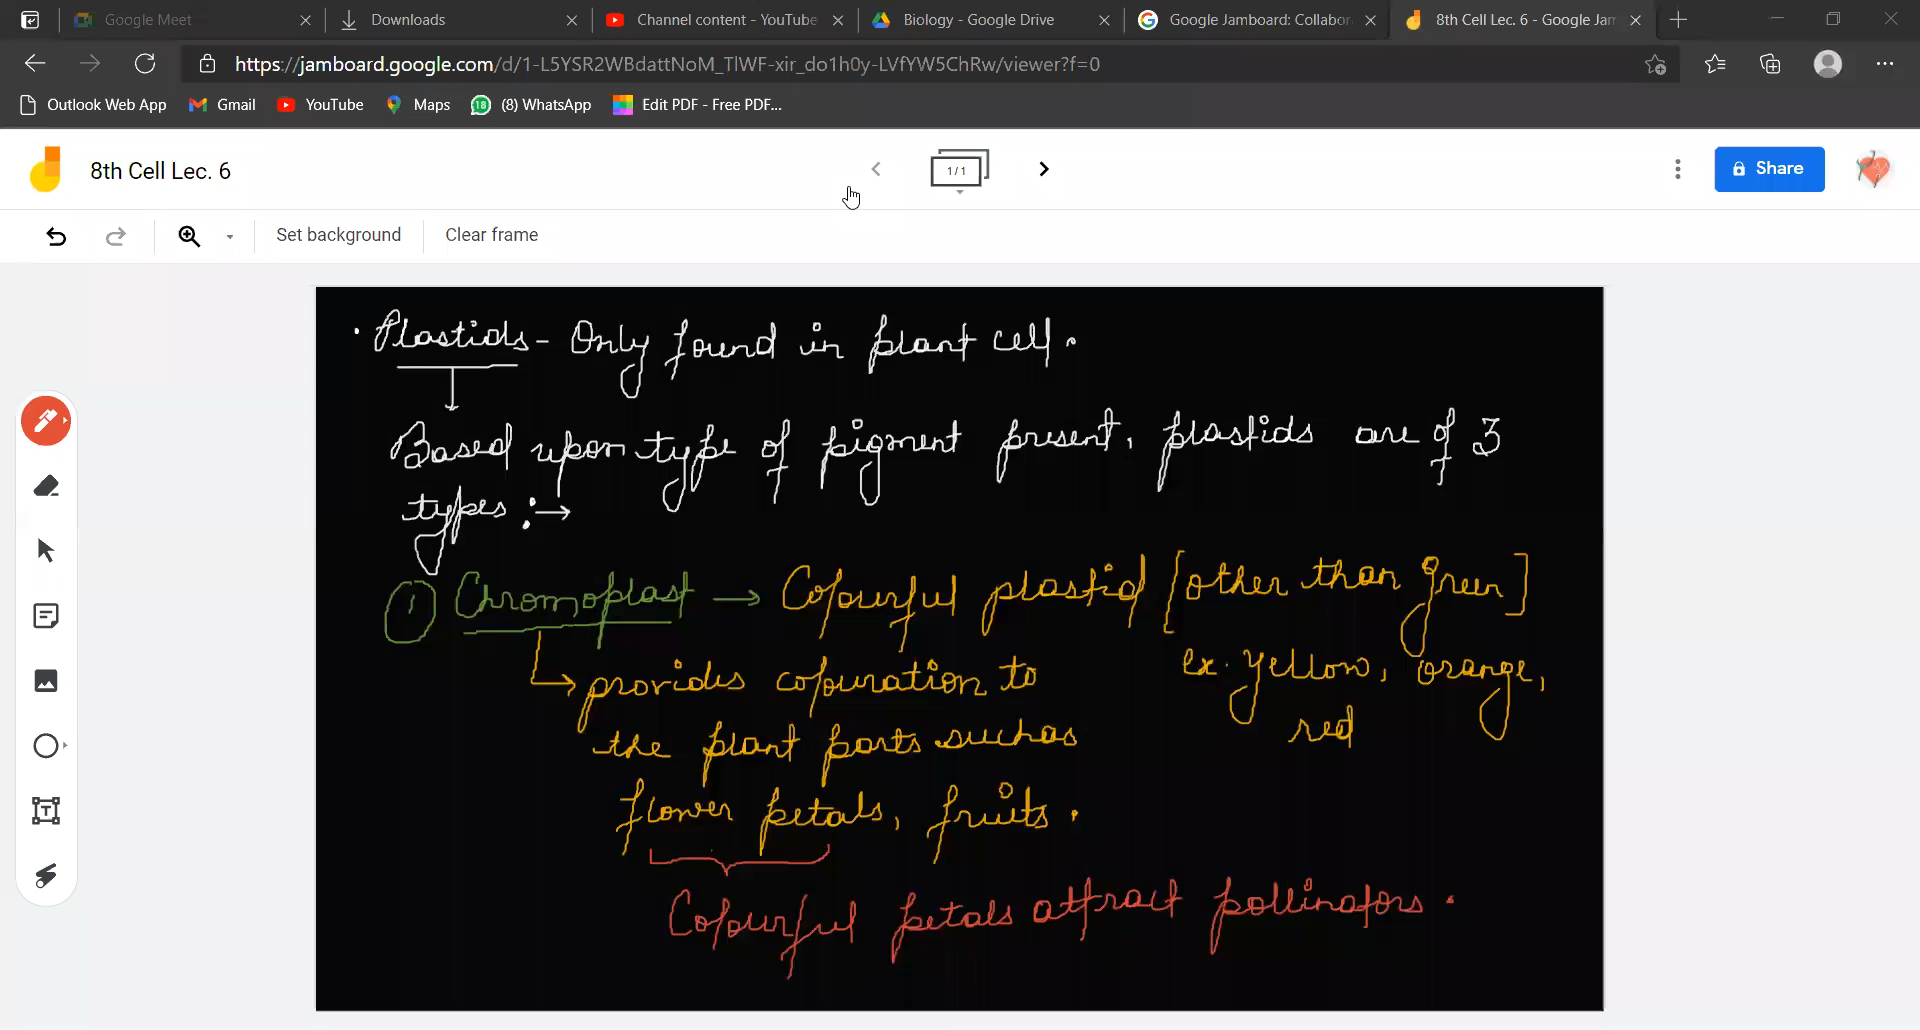 Google Meet
Downloads
Channel content - YouTube
Biology - Google Drive
Google Jamboard: Collabor
8th Cell Lec. 6 - Google Jam
https://jamboard.google.com/d/1-L5YSR2WBdattNoM_TlWF-xir_do1h0y-LVfYW5ChRw/viewer?f=0
Outlook Web App
Gmail
YouTube
Maps
18
(8) WhatsApp
Edit PDF - Free PDF...
8th Cell Lec. 6
1/1
Share
Set background
Clear frame
· Plastids - Only found in plant cell.
Based upon type of pigment present, plastids are of 3
types :→
① Chromoplast → Colourful plastid [other than green]
ex. yellow, orange,
red
provides colouration to
the plant parts such as
flower petals, fruits.
Colourful petals attract pollinators.